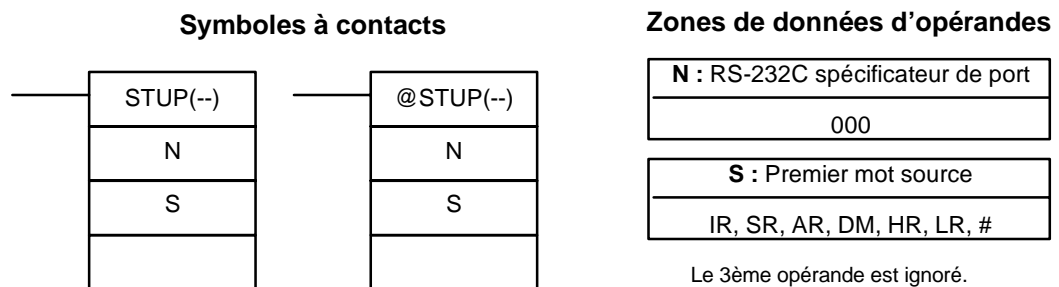 Symboles à contacts
STUP(--)
N
S
@STUP(--)
N
S
Zones de données d’opérandes
N : RS-232C spécificateur de port
000
S : Premier mot source
IR, SR, AR, DM, HR, LR, #
Le 3ème opérande est ignoré.